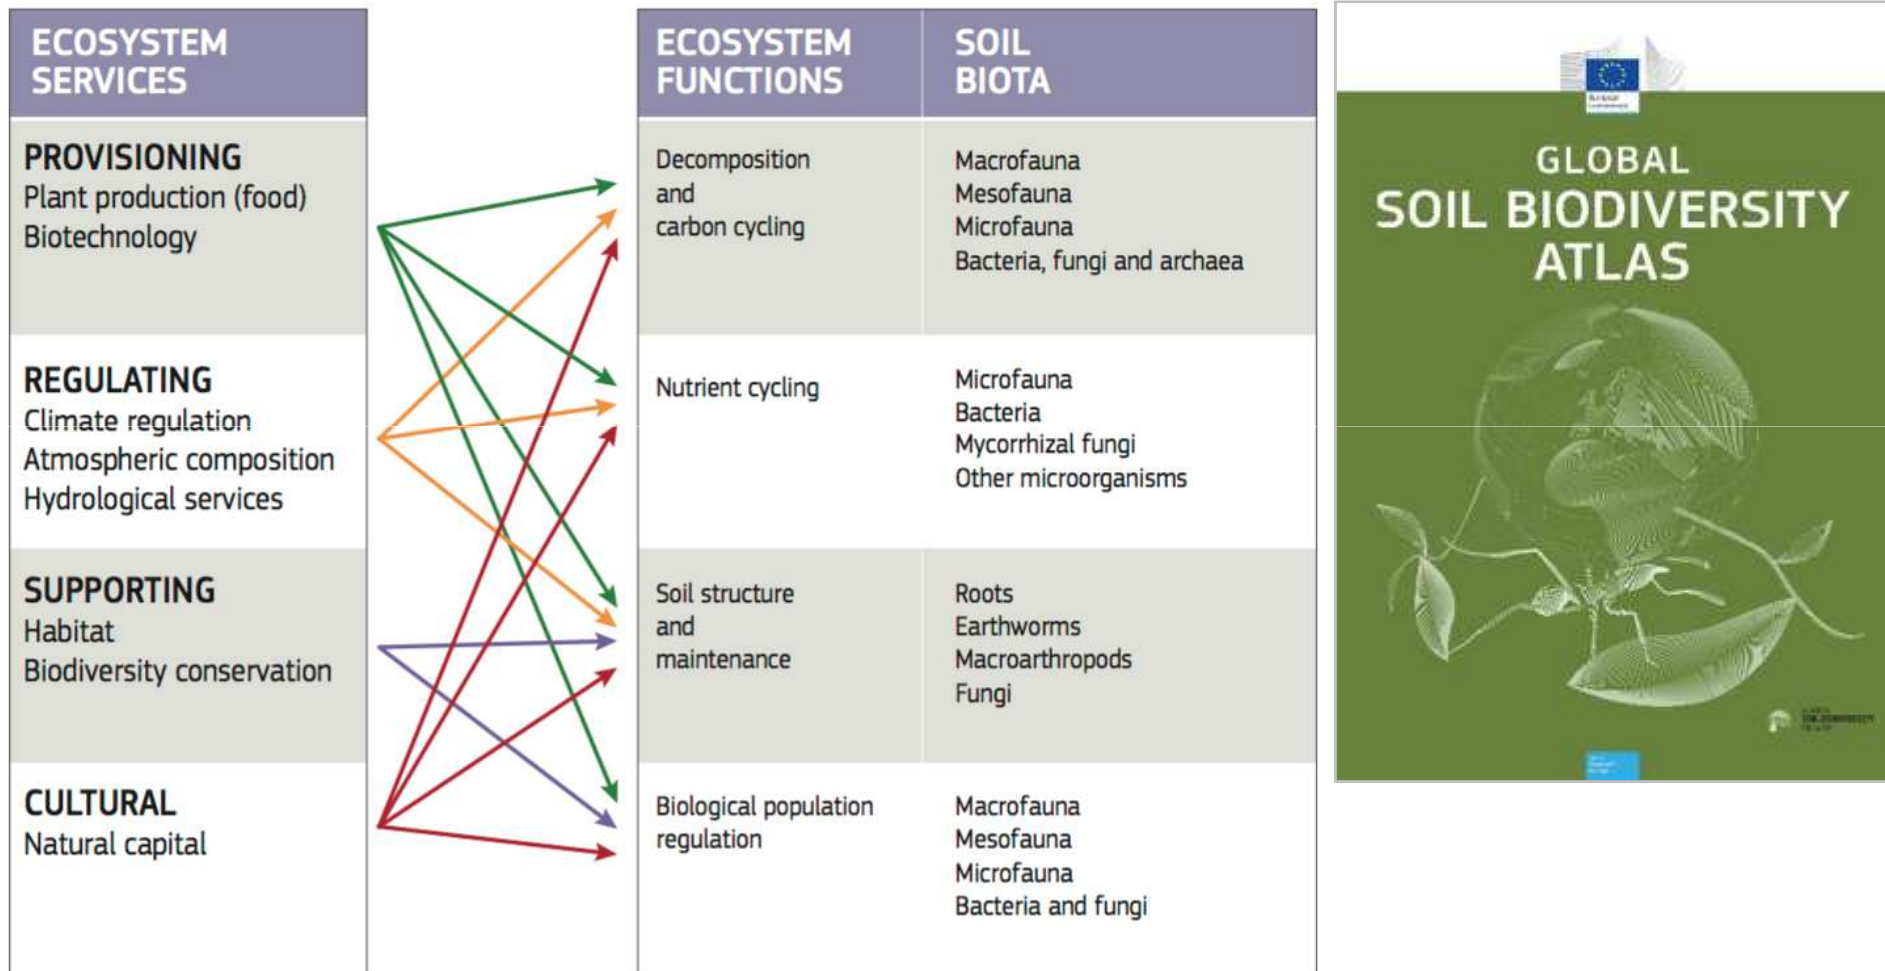 ECOSYSTEM
SERVICES
PROVISIONING
Plant production (food)
Biotechnology
REGULATING
Climate regulation
Atmospheric composition
Hydrological services
SUPPORTING
Habitat
Biodiversity conservation
CULTURAL
Natural capital
ECOSYSTEM
FUNCTIONS
SOIL
BIOTA
Decomposition
and
carbon cycling
Macrofauna
Mesofauna
Microfauna
Bacteria, fungi and archaea
Nutrient cycling
Microfauna
Bacteria
Mycorrhizal fungi
Other microorganisms
Soil structure
and
maintenance
Roots
Earthworms
Macroarthropods
Fungi
Biological population
regulation
Macrofauna
Mesofauna
Microfauna
Bacteria and fungi
GLOBAL
SOIL BIODIVERSITY
ATLAS